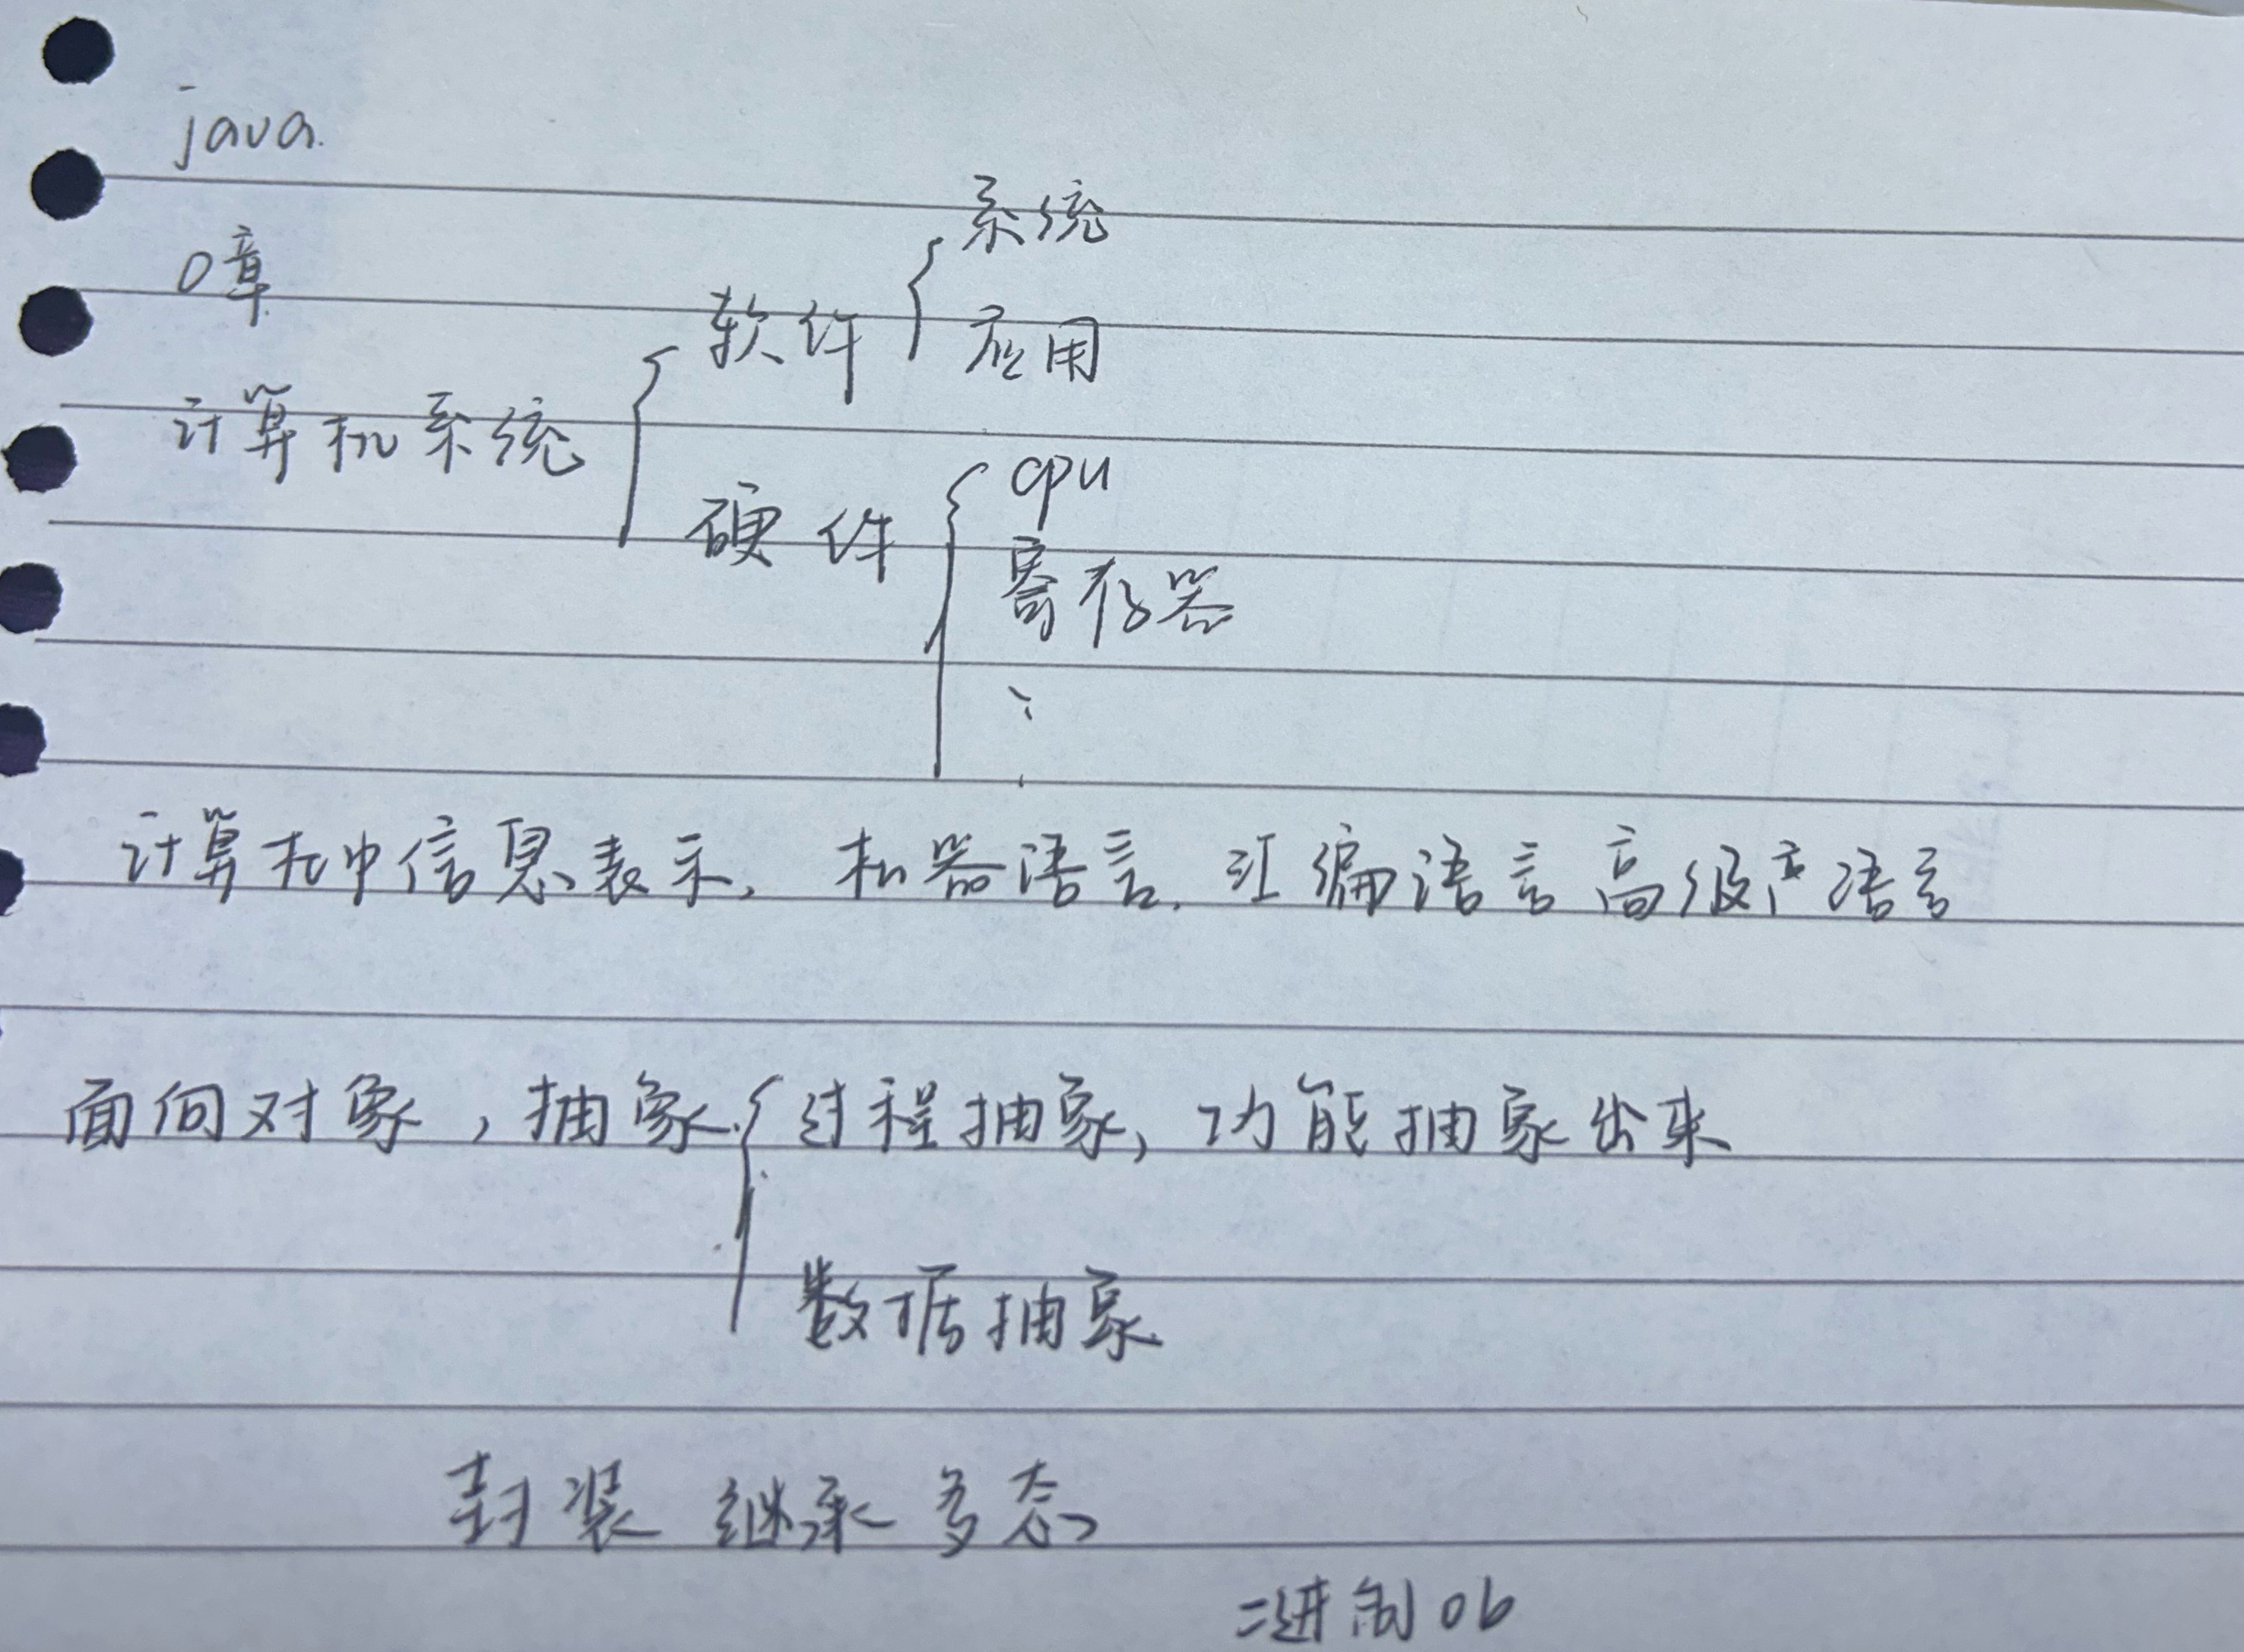 java.
0章
系统
软件
应用
计算机系统
cpu
硬件
寄存器
计算机中信息表示, 机器语言. 汇编语言 高级 语言
面向对象, 抽象 过程抽象, 功能抽象出来
数据抽象
封装 继承 多态
二进制 0b